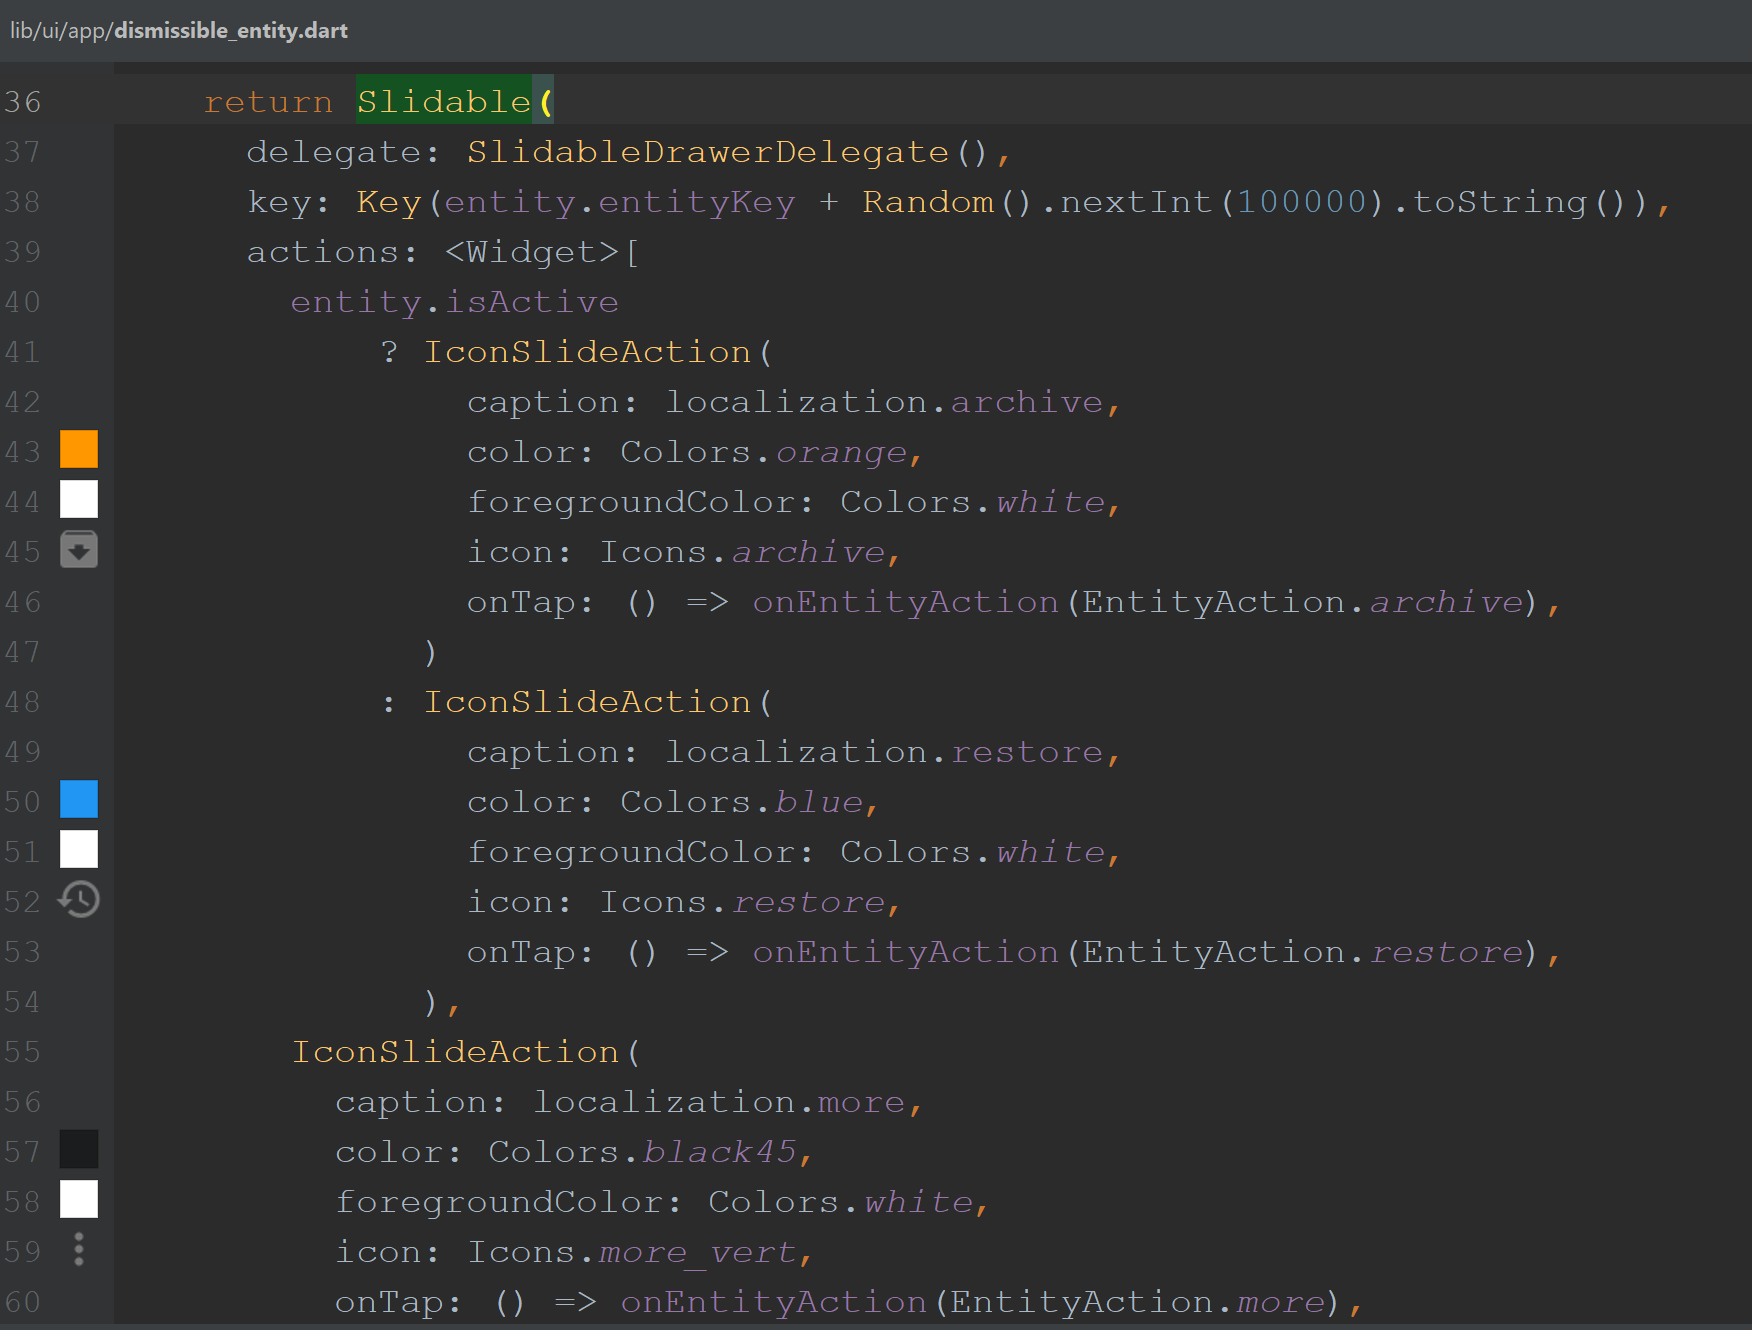 lib/ui/app/dismissible_entity.dart
36 return Slidable(
37 delegate: SlidableDrawerDelegate(),
38 key: Key(entity.entityKey + Random().nextInt(100000).toString()),
39 actions: <Widget>[
40 entity.isActive
41 ? IconSlideAction(
42 caption: localization.archive,
43 color: Colors.orange,
44 foregroundColor: Colors.white,
45 icon: Icons.archive,
46 onTap: () => onEntityAction(EntityAction.archive),
47 )
48 : IconSlideAction(
49 caption: localization.restore,
50 color: Colors.blue,
51 foregroundColor: Colors.white,
52 icon: Icons.restore,
53 onTap: () => onEntityAction(EntityAction.restore),
54 ),
55 IconSlideAction(
56 caption: localization.more,
57 color: Colors.black45,
58 foregroundColor: Colors.white,
59 icon: Icons.more_vert,
60 onTap: () => onEntityAction(EntityAction.more),